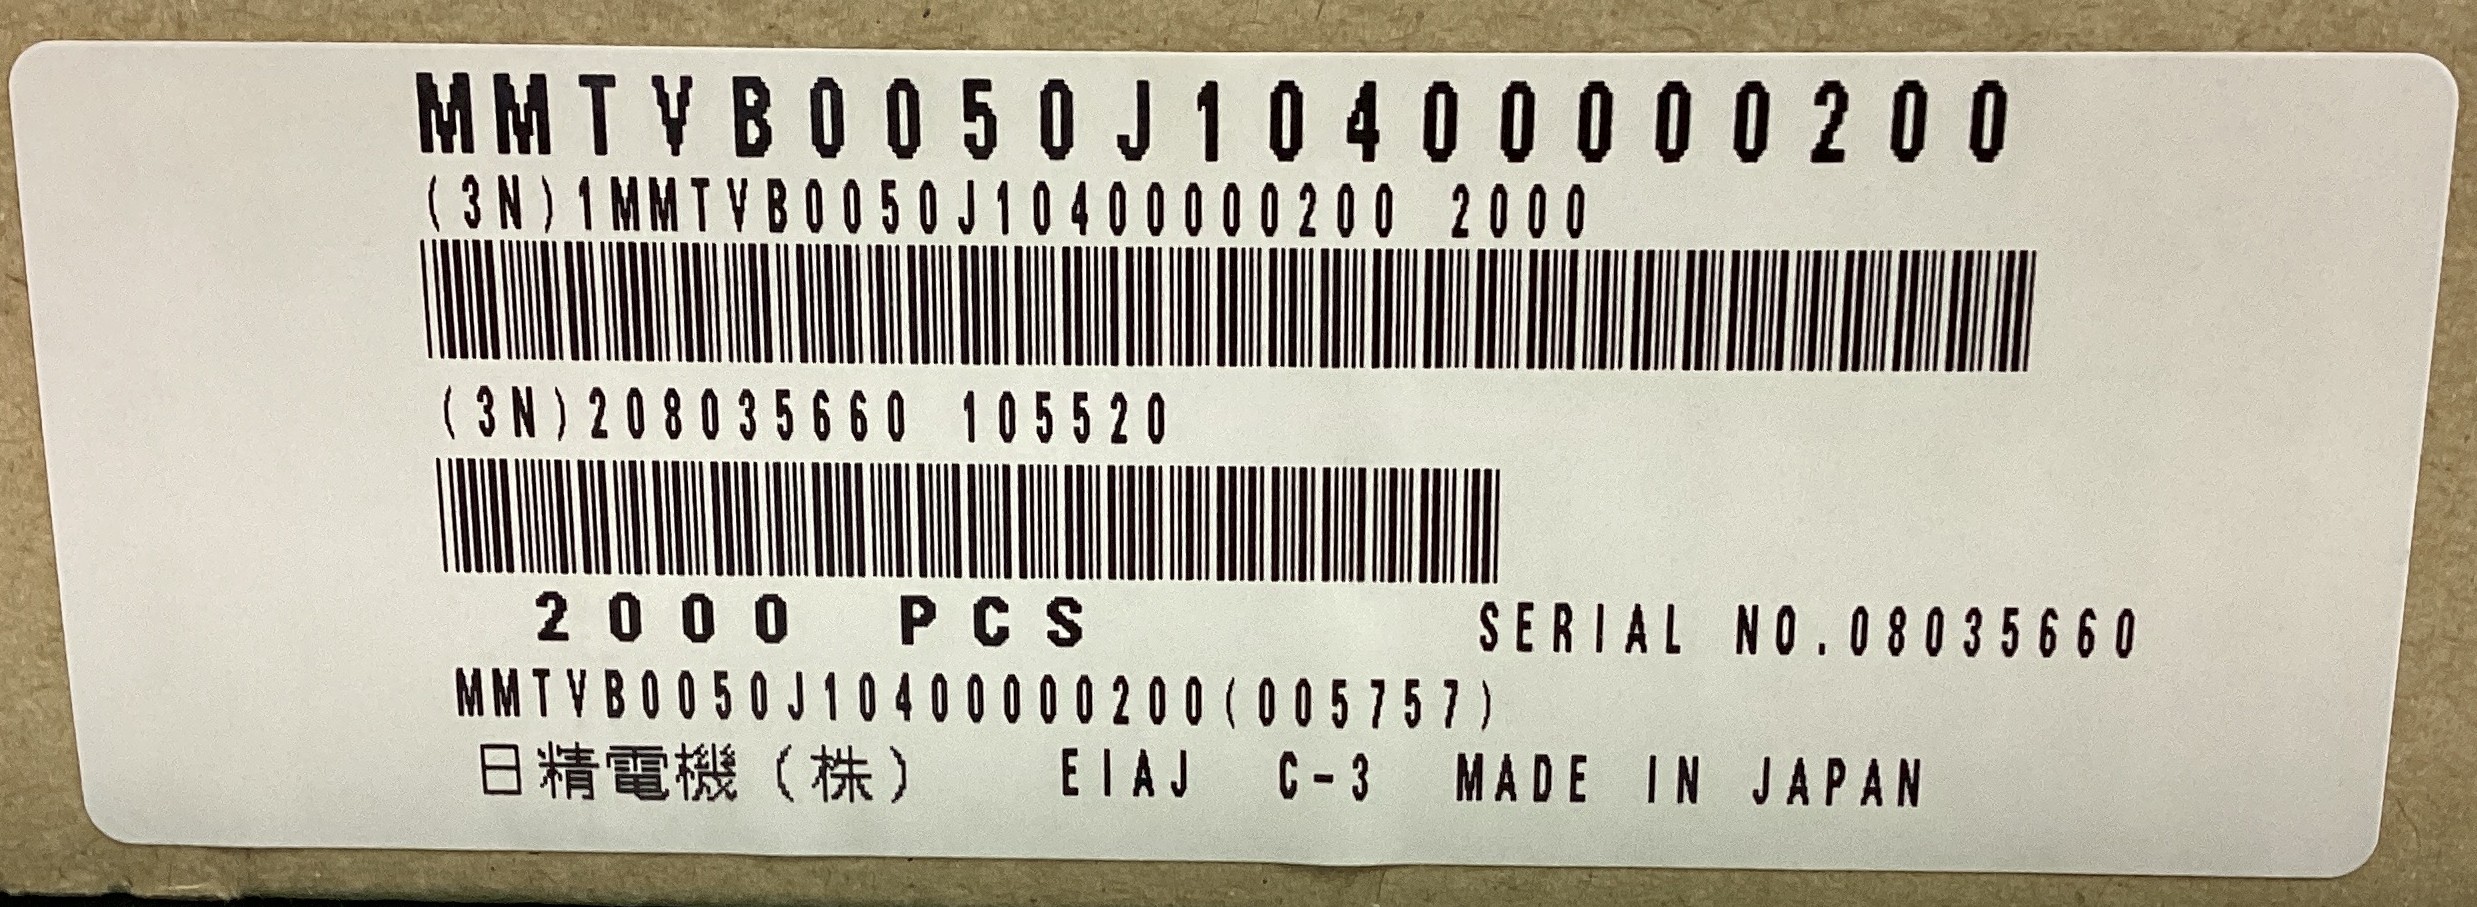 MMTVB0050J10400000200
(3N)1MMTVB0050J10400000200 2000
(3N)208035660 105520
2000 PCS SERIAL NO.08035660
MMTVB0050J10400000200(005757)
日精電機(株) EIAJ C-3 MADE IN JAPAN